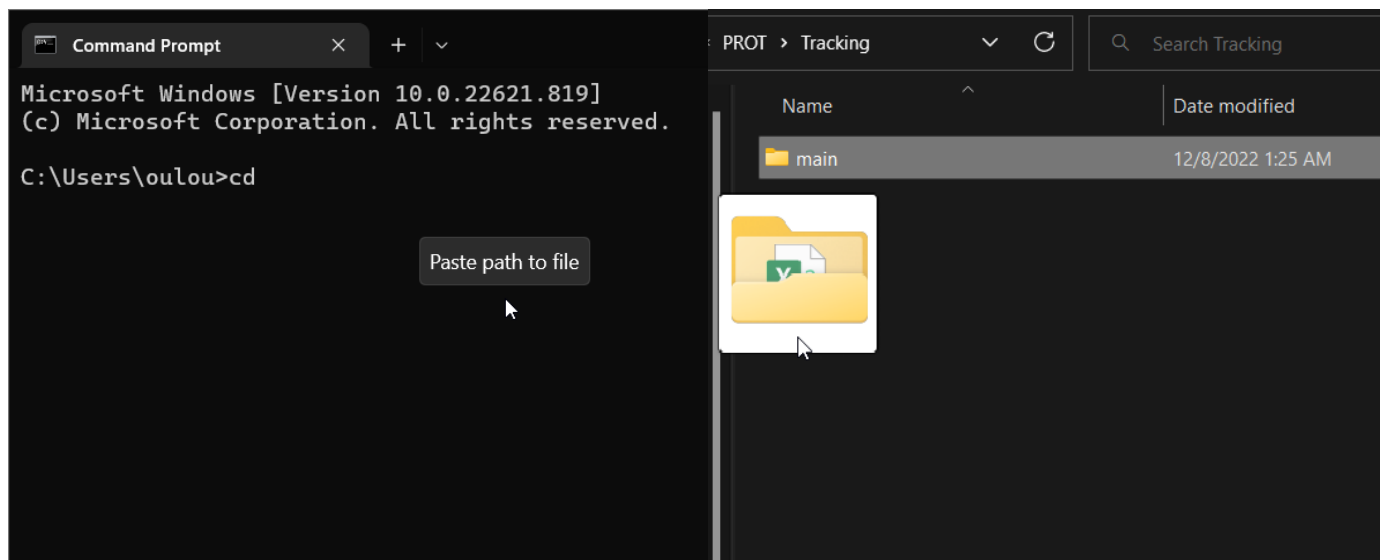 Command Prompt
Microsoft Windows [Version 10.0.22621.819]
(c) Microsoft Corporation. All rights reserved.
C:\Users\oulou>cd
Paste path to file
PROT > Tracking
Search Tracking
Name Date modified
main 12/8/2022 1:25 AM